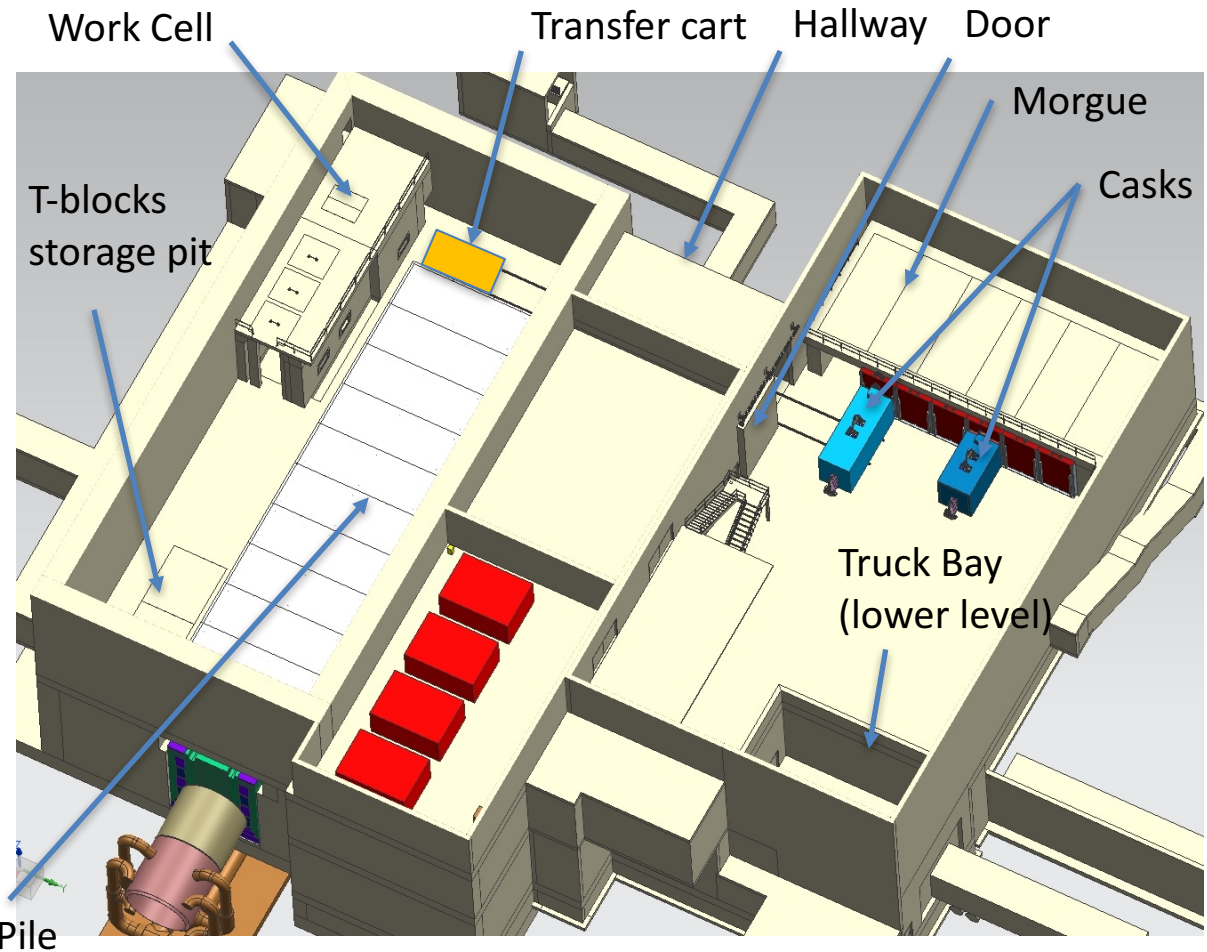 Work Cell
Transfer cart
Hallway
Door
Morgue
Casks
T-blocks
storage pit
Truck Bay
(lower level)
Pile